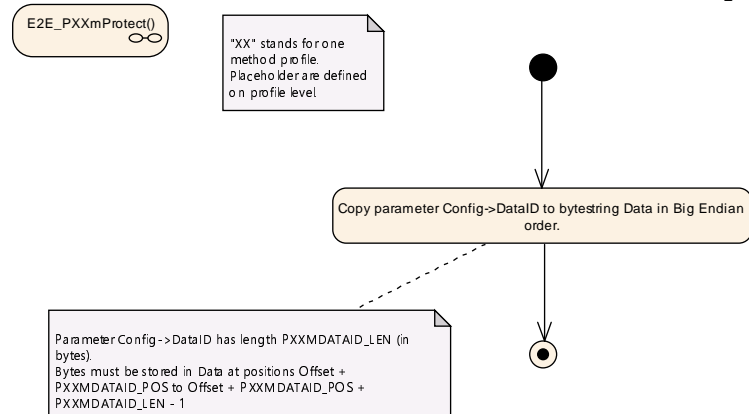 E2E_PXXmProtect()
"XX" stands for one
method profile.
Placeholder are defined
on profile level
Copy parameter Config->DataID to bytestring Data in Big Endian
order.
Parameter Config->DataID has length PXXMDATAID_LEN (in
bytes).
Bytes must be stored in Data at positions Offset +
PXXMDATAID_POS to Offset + PXXMDATAID_POS +
PXXMDATAID_LEN - 1